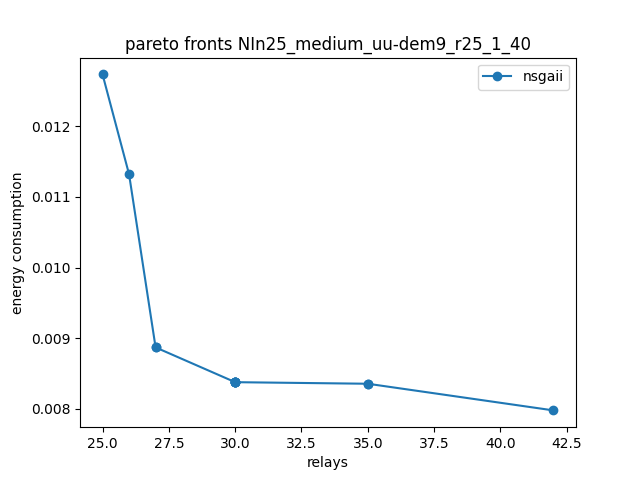 pareto fronts NIn25_medium_uu-dem9_r25_1_40
nsgaii
0.012
0.011
0.010
0.009
0.008
energy consumption
25.0 27.5 30.0 32.5 35.0 37.5 40.0 42.5
relays